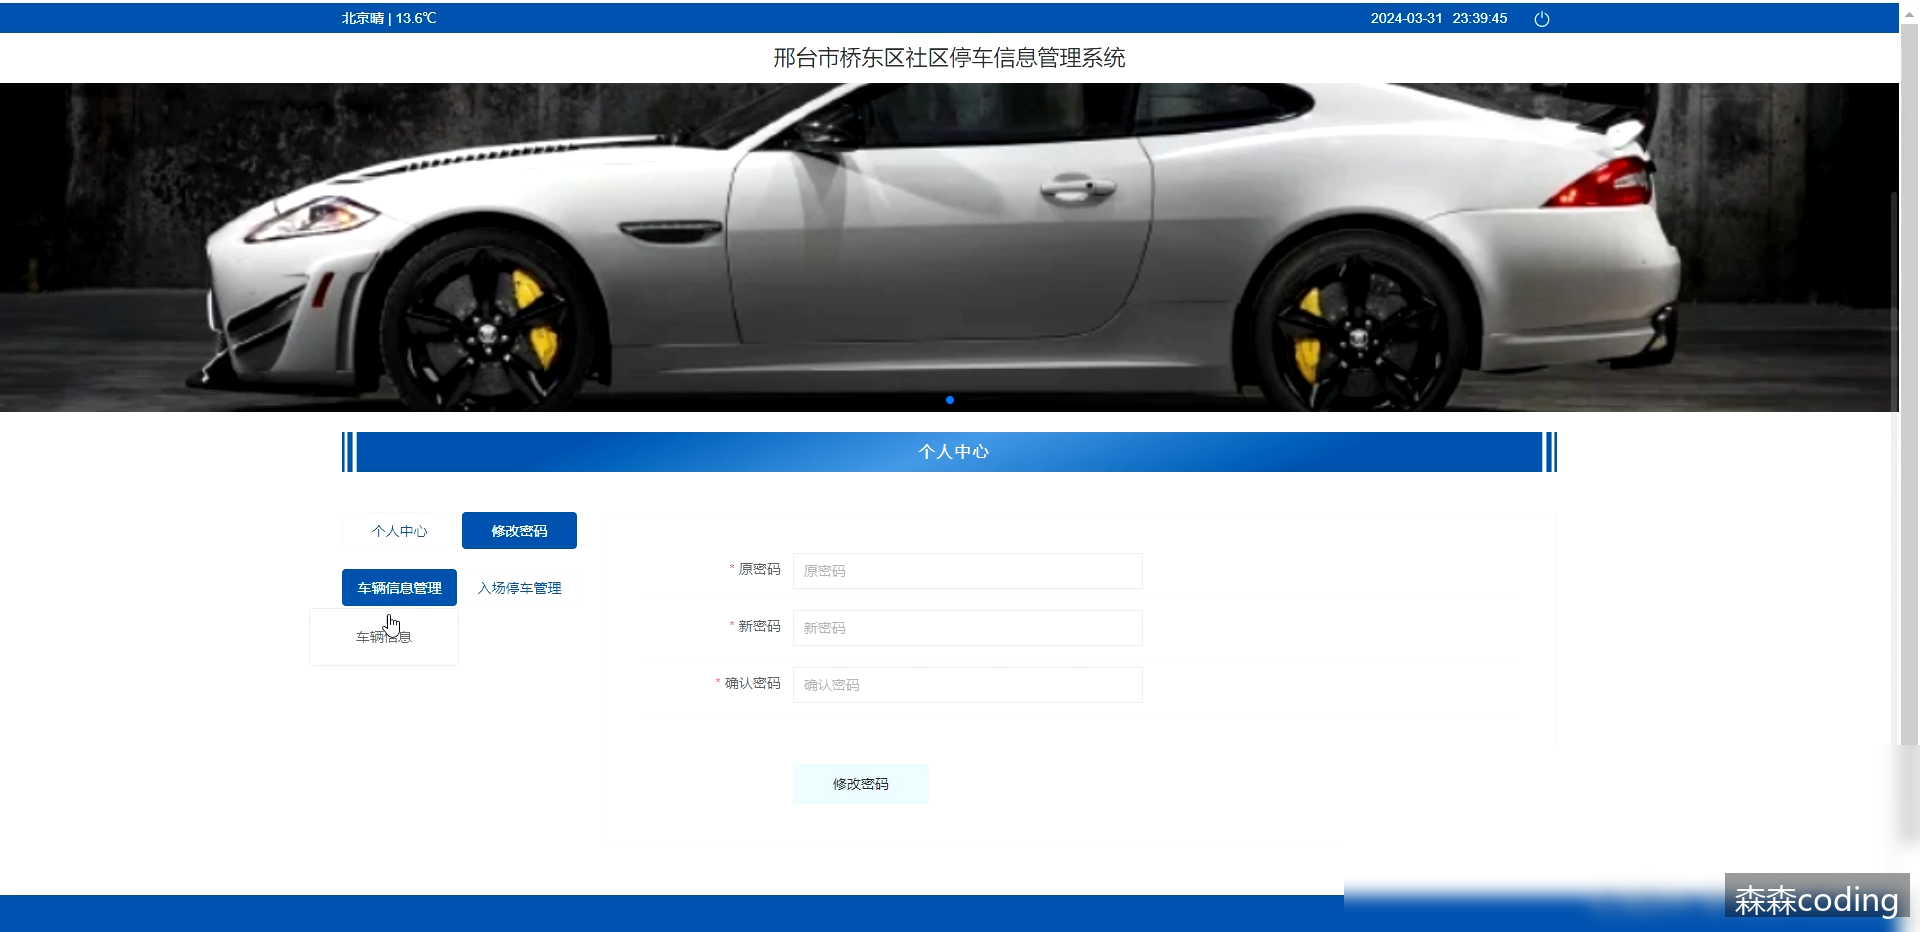 北京晴 | 13.6℃
2024-03-31 23:39:45
邢台市桥东区社区停车信息管理系统
个人中心
个人中心
修改密码
车辆信息管理
入场停车管理
车辆信息
* 原密码
原密码
* 新密码
新密码
* 确认密码
确认密码
修改密码
森森coding